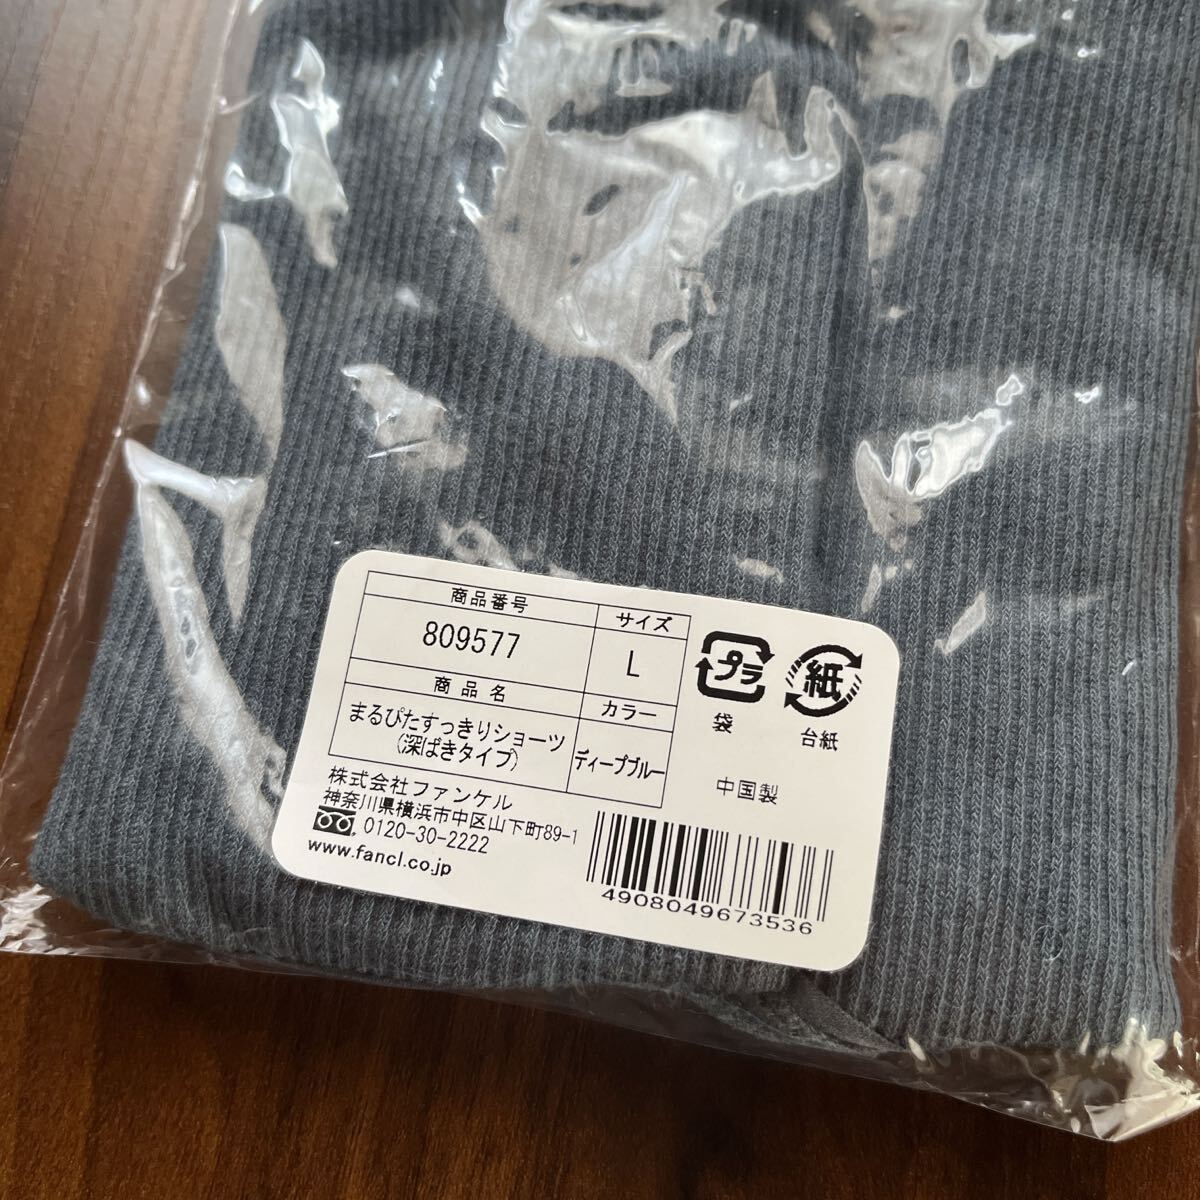 商品番号
サイズ
809577
L
商品名
カラー
まるぴたすっきりショーツ
(深ばきタイプ)
ディープブルー
株式会社ファンケル
神奈川県横浜市中区山下町89-1
0120-30-2222
www.fancl.co.jp
プラ
紙
袋
台紙
中国製
4908049673536